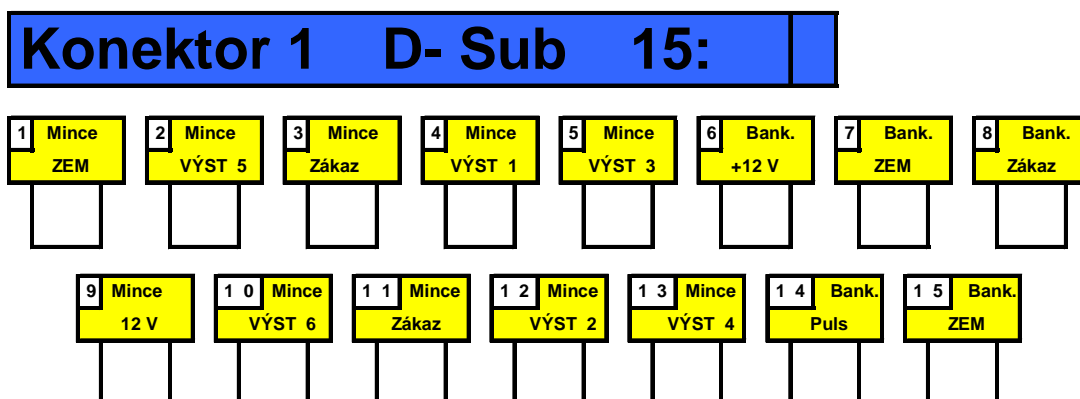 Konektor 1 D- Sub 15:
1 Mince 2 Mince 3 Mince 4 Mince 5 Mince 6 Bank. 7 Bank. 8 Bank.
ZEM VÝST 5 Zákaz VÝST 1 VÝST 3 +12 V ZEM Zákaz
9 Mince 1 0 Mince 1 1 Mince 1 2 Mince 1 3 Mince 1 4 Bank. 1 5 Bank.
12 V VÝST 6 Zákaz VÝST 2 VÝST 4 Puls ZEM